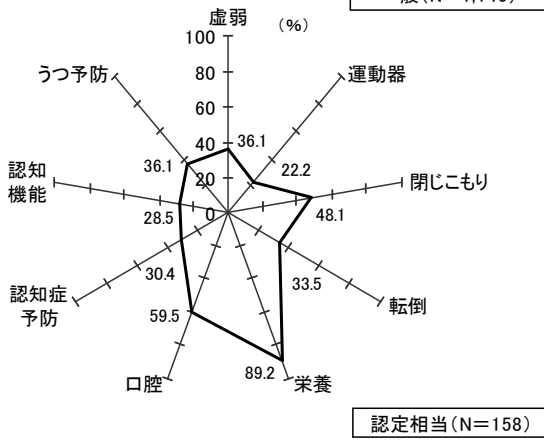 虚弱
(%)
100
80
60
40
20
0
運動器
閉じこもり
転倒
栄養
口腔
認知症
予防
認知
機能
うつ予防
36.1
22.2
48.1
33.5
89.2
59.5
30.4
28.5
36.1
認定相当(N=158)